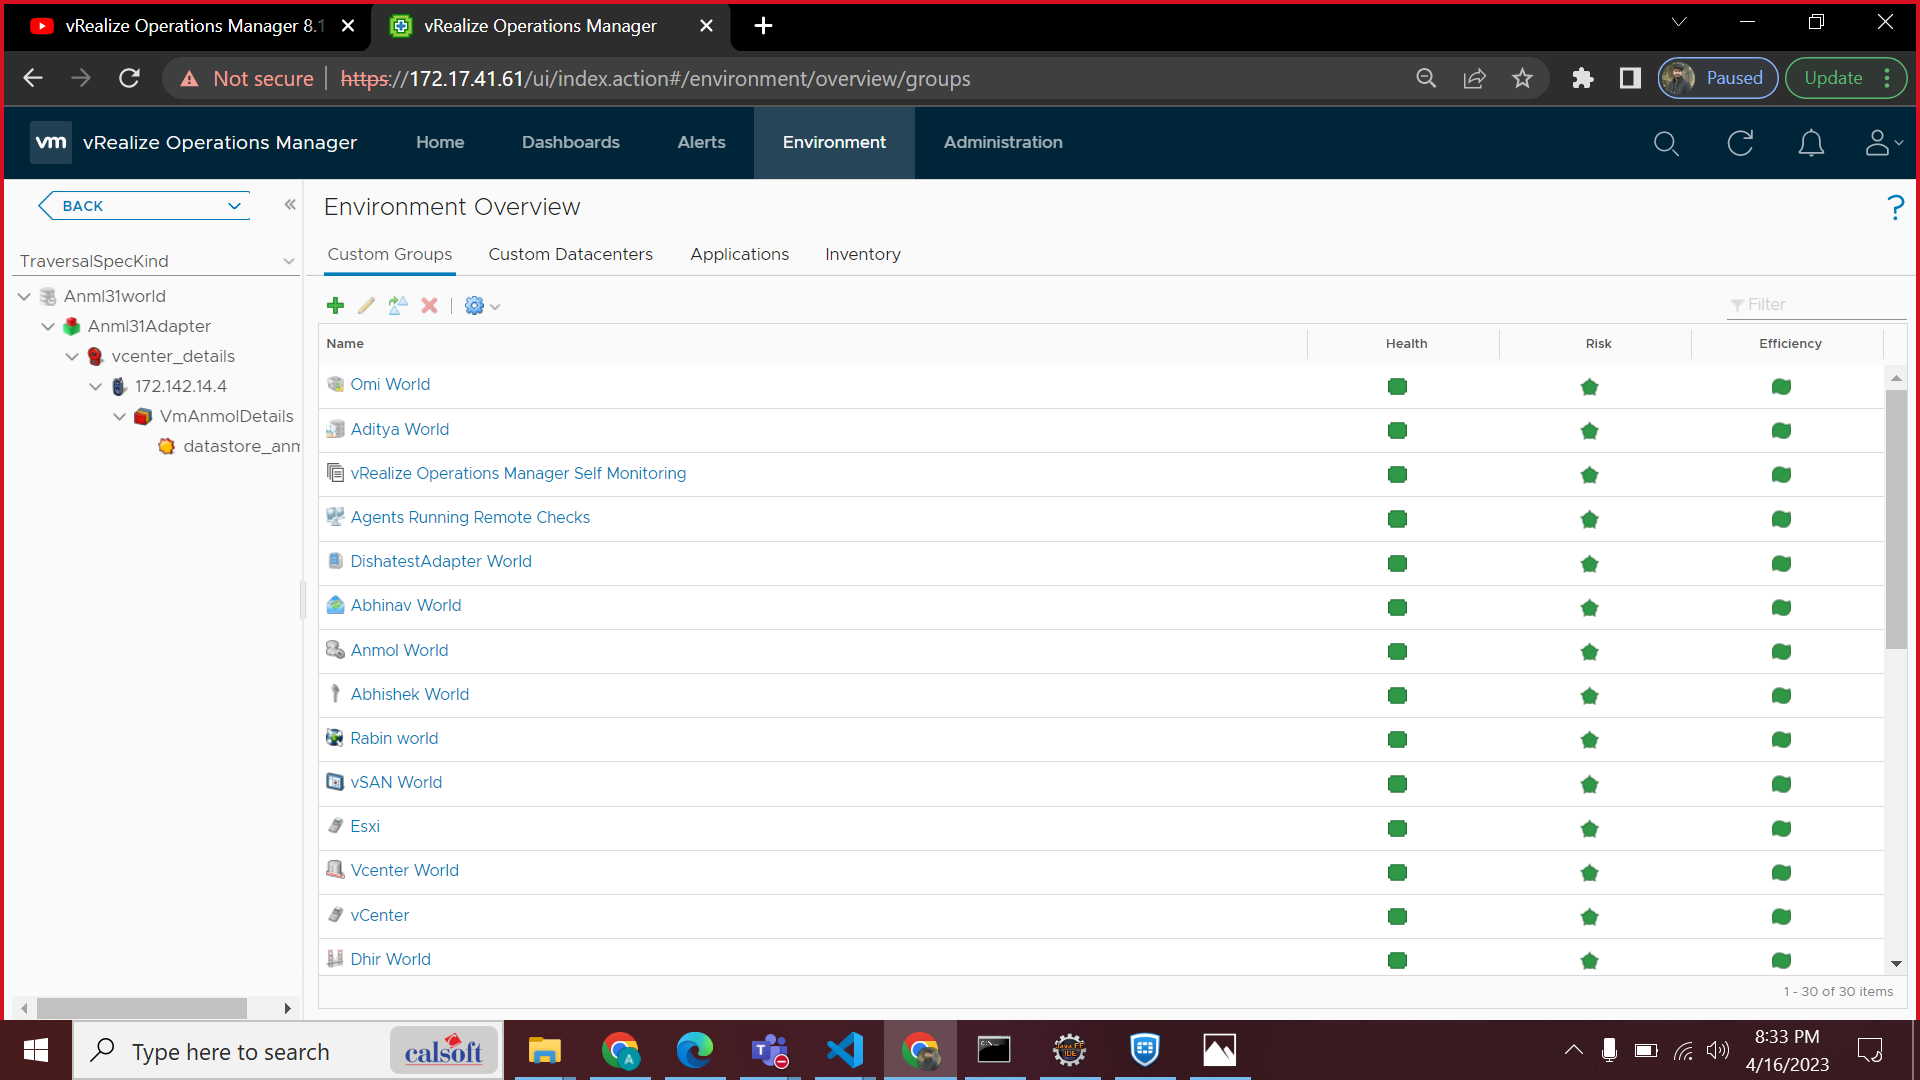 vRealize Operations Manager 8.1
vRealize Operations Manager
Not secure https://172.17.41.61/ui/index.action#/environment/overview/groups
Paused
Update
vm vRealize Operations Manager
Home
Dashboards
Alerts
Environment
Administration
BACK
Environment Overview
?
TraversalSpecKind
Custom Groups
Custom Datacenters
Applications
Inventory
Anml31world
Anml31Adapter
vcenter_details
172.142.14.4
VmAnmolDetails
datastore_anm
Filter
Name Health Risk Efficiency
Omi World
Aditya World
vRealize Operations Manager Self Monitoring
Agents Running Remote Checks
DishatestAdapter World
Abhinav World
Anmol World
Abhishek World
Rabin world
vSAN World
Esxi
Vcenter World
vCenter
Dhir World
1 - 30 of 30 items
Type here to search
calsoft
A
Java EE
IDE
8:33 PM
4/16/2023